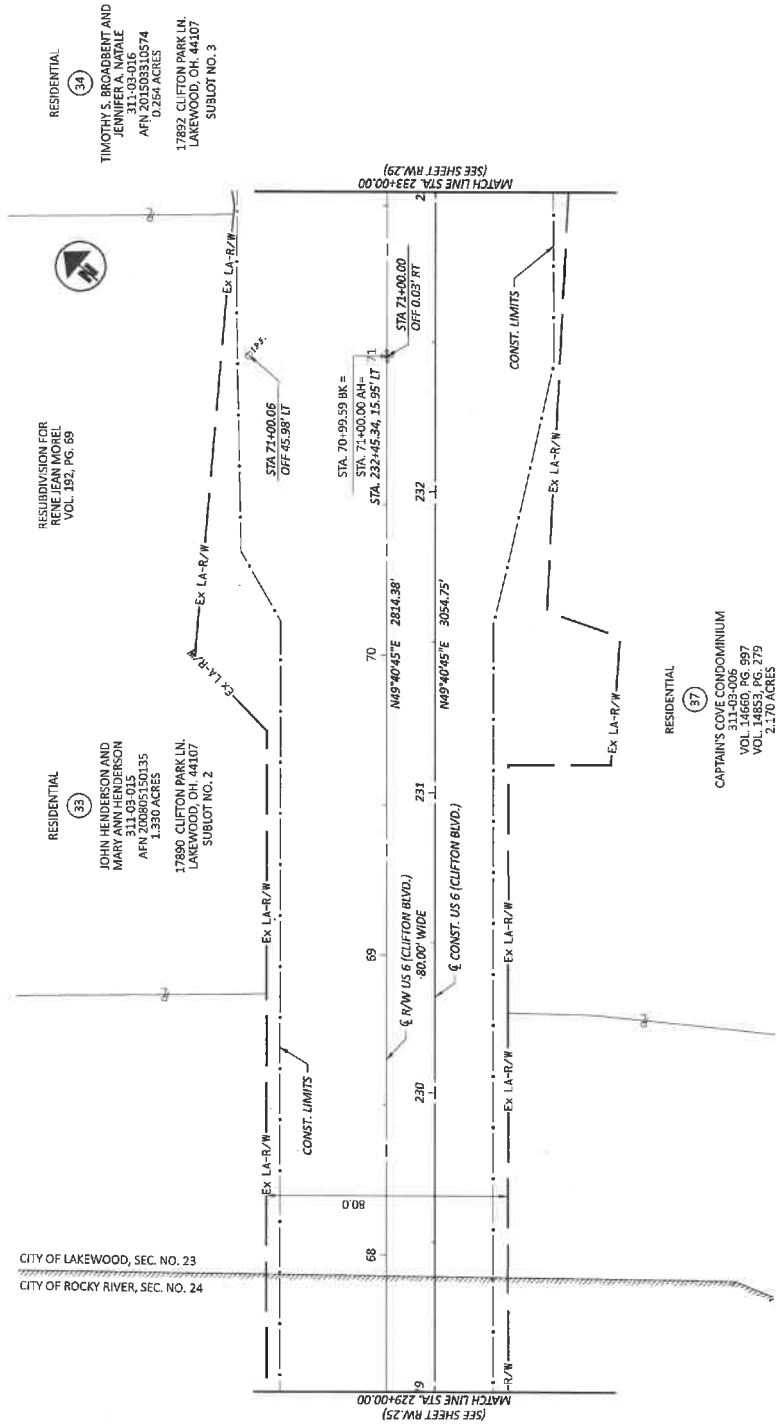 RESIDENTIAL
34
TIMOTHY S. BROADBENT AND
JENNIFER A. NATALE
311-03-016
AFN 201503310574
0.264 ACRES
17892 CLIFTON PARK LN.
LAKEWOOD, OH. 44107
SUBLOT NO. 3
N
RESUBDIVISION FOR
RENE JEAN MOREL
VOL. 192, PG. 69
RESIDENTIAL
33
JOHN HENDERSON AND
MARY ANN HENDERSON
311-03-015
AFN 200805150135
1.330 ACRES
17890 CLIFTON PARK LN.
LAKEWOOD, OH. 44107
SUBLOT NO. 2
CITY OF LAKEWOOD, SEC. NO. 23
CITY OF ROCKY RIVER, SEC. NO. 24
Ex LA-R/W
Ex LA-R/W
Ex LA-R/W
Ex LA-R/W
Ex LA-R/W
CONST. LIMITS
I.P.F.
STA 71+00.06
OFF 45.98' LT
STA. 70+99.59 BK =
STA. 71+00.00 AH=
STA. 232+45.34, 15.95' LT
STA 71+00.00
OFF 0.03' RT
MATCH LINE STA. 233+00.00
(SEE SHEET RW.29)
68
69
70
71
N49°40'45"E 2814.38'
N49°40'45"E 3054.75'
℄ R/W US 6 (CLIFTON BLVD.)
-80.00' WIDE
℄ CONST. US 6 (CLIFTON BLVD.)
80.0
9
230
231
232
2
(SEE SHEET RW.25)
MATCH LINE STA. 229+00.00
CONST. LIMITS
R/W
Ex LA-R/W
Ex LA-R/W
Ex LA-R/W
Ex LA-R/W
Ex LA-R/W
RESIDENTIAL
37
CAPTAIN'S COVE CONDOMINIUM
311-03-006
VOL. 14660, PG. 997
VOL. 14853, PG. 279
2.170 ACRES